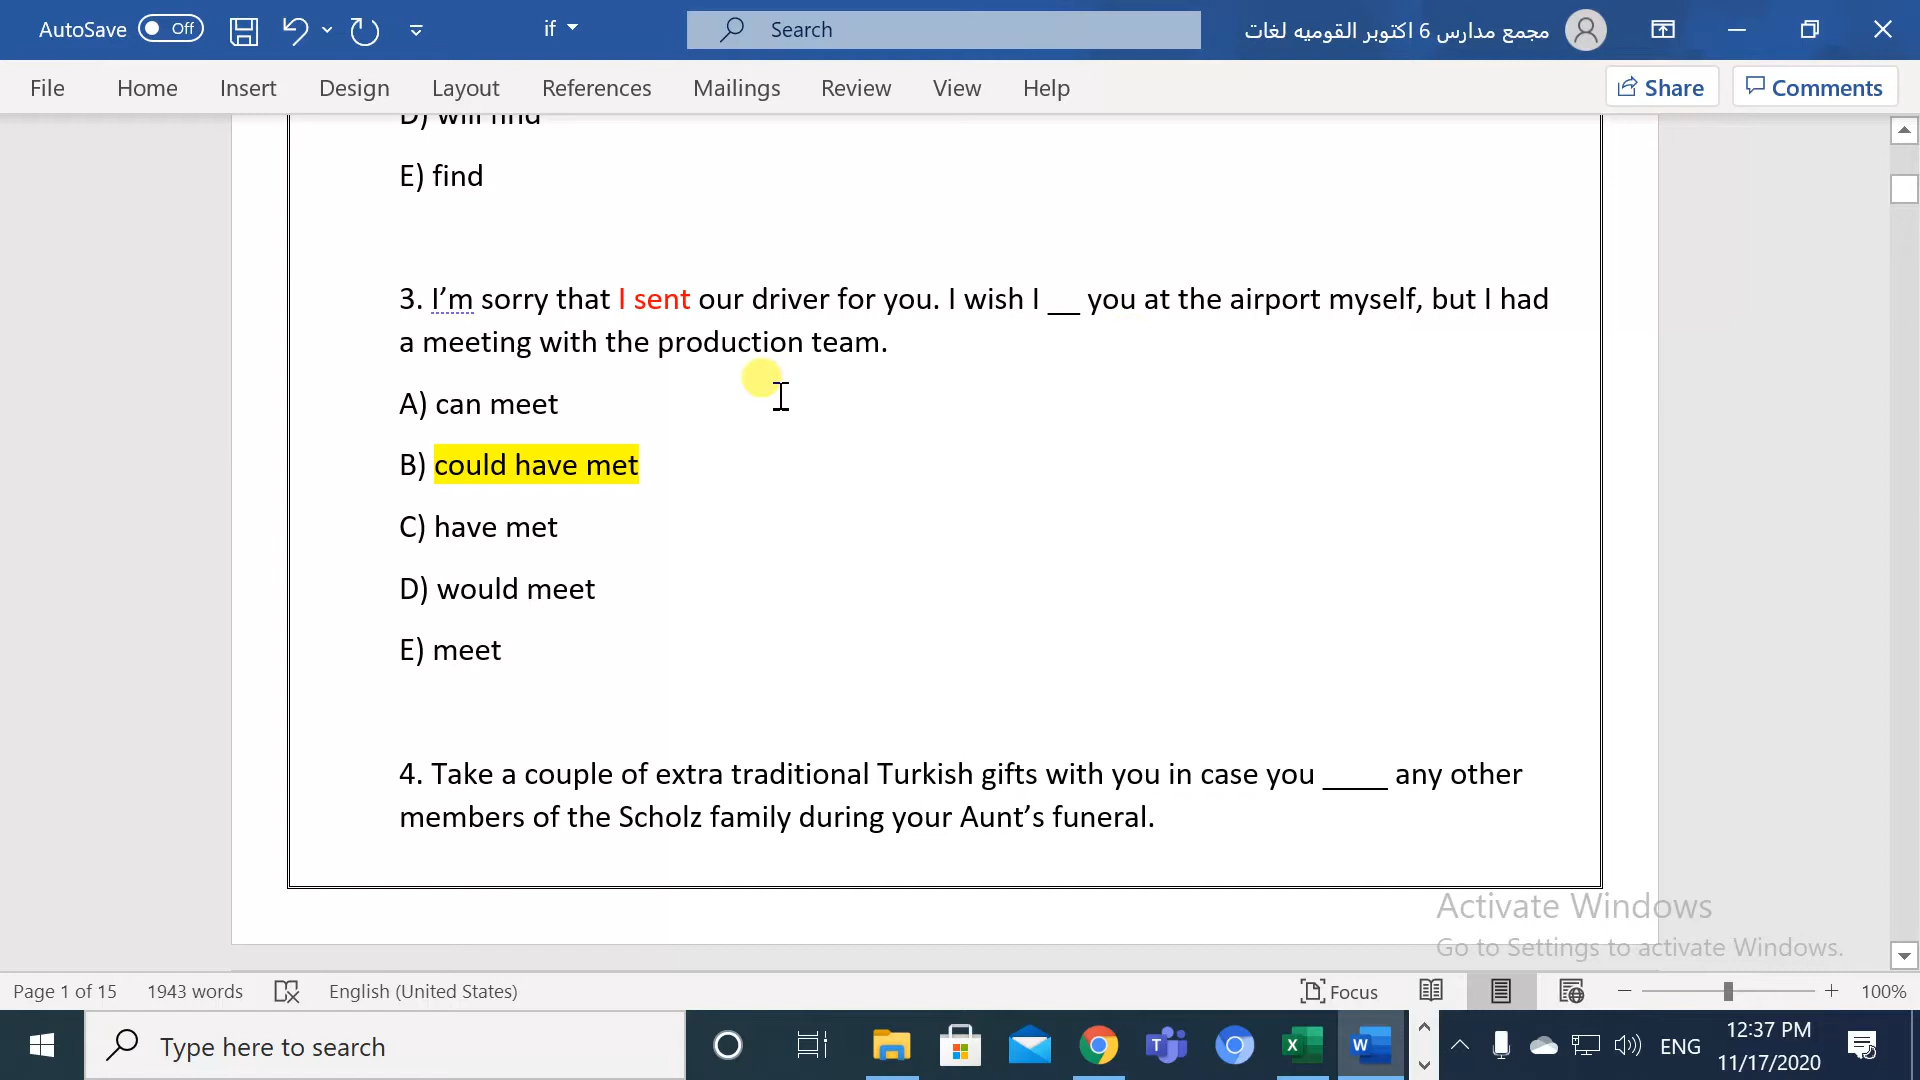 AutoSave Off if Search مجمع مدارس 6 اكتوبر القوميه لغات
File Home Insert Design Layout References Mailings Review View Help Share Comments
D) will find
E) find
3. I’m sorry that I sent our driver for you. I wish I __ you at the airport myself, but I had
a meeting with the production team.
A) can meet
B) could have met
C) have met
D) would meet
E) meet
4. Take a couple of extra traditional Turkish gifts with you in case you ____ any other
members of the Scholz family during your Aunt’s funeral.
Activate Windows
Go to Settings to activate Windows.
Page 1 of 15 1943 words English (United States) Focus 100%
Type here to search ENG 12:37 PM
11/17/2020